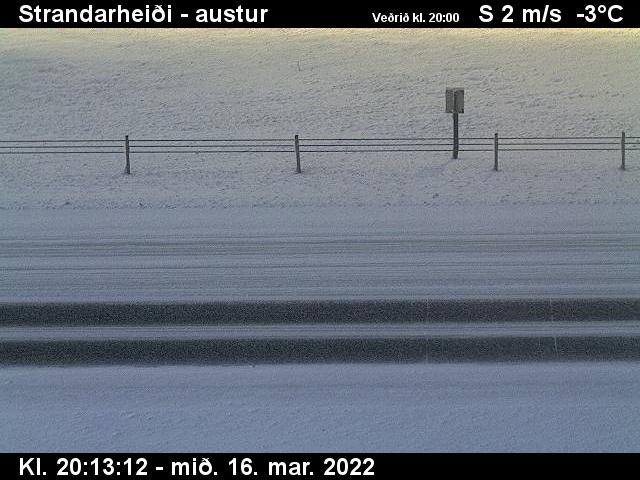 Strandarheiði - austur Veðrið kl. 20:00 S 2 m/s -3°C
Kl. 20:13:12 - mið. 16. mar. 2022